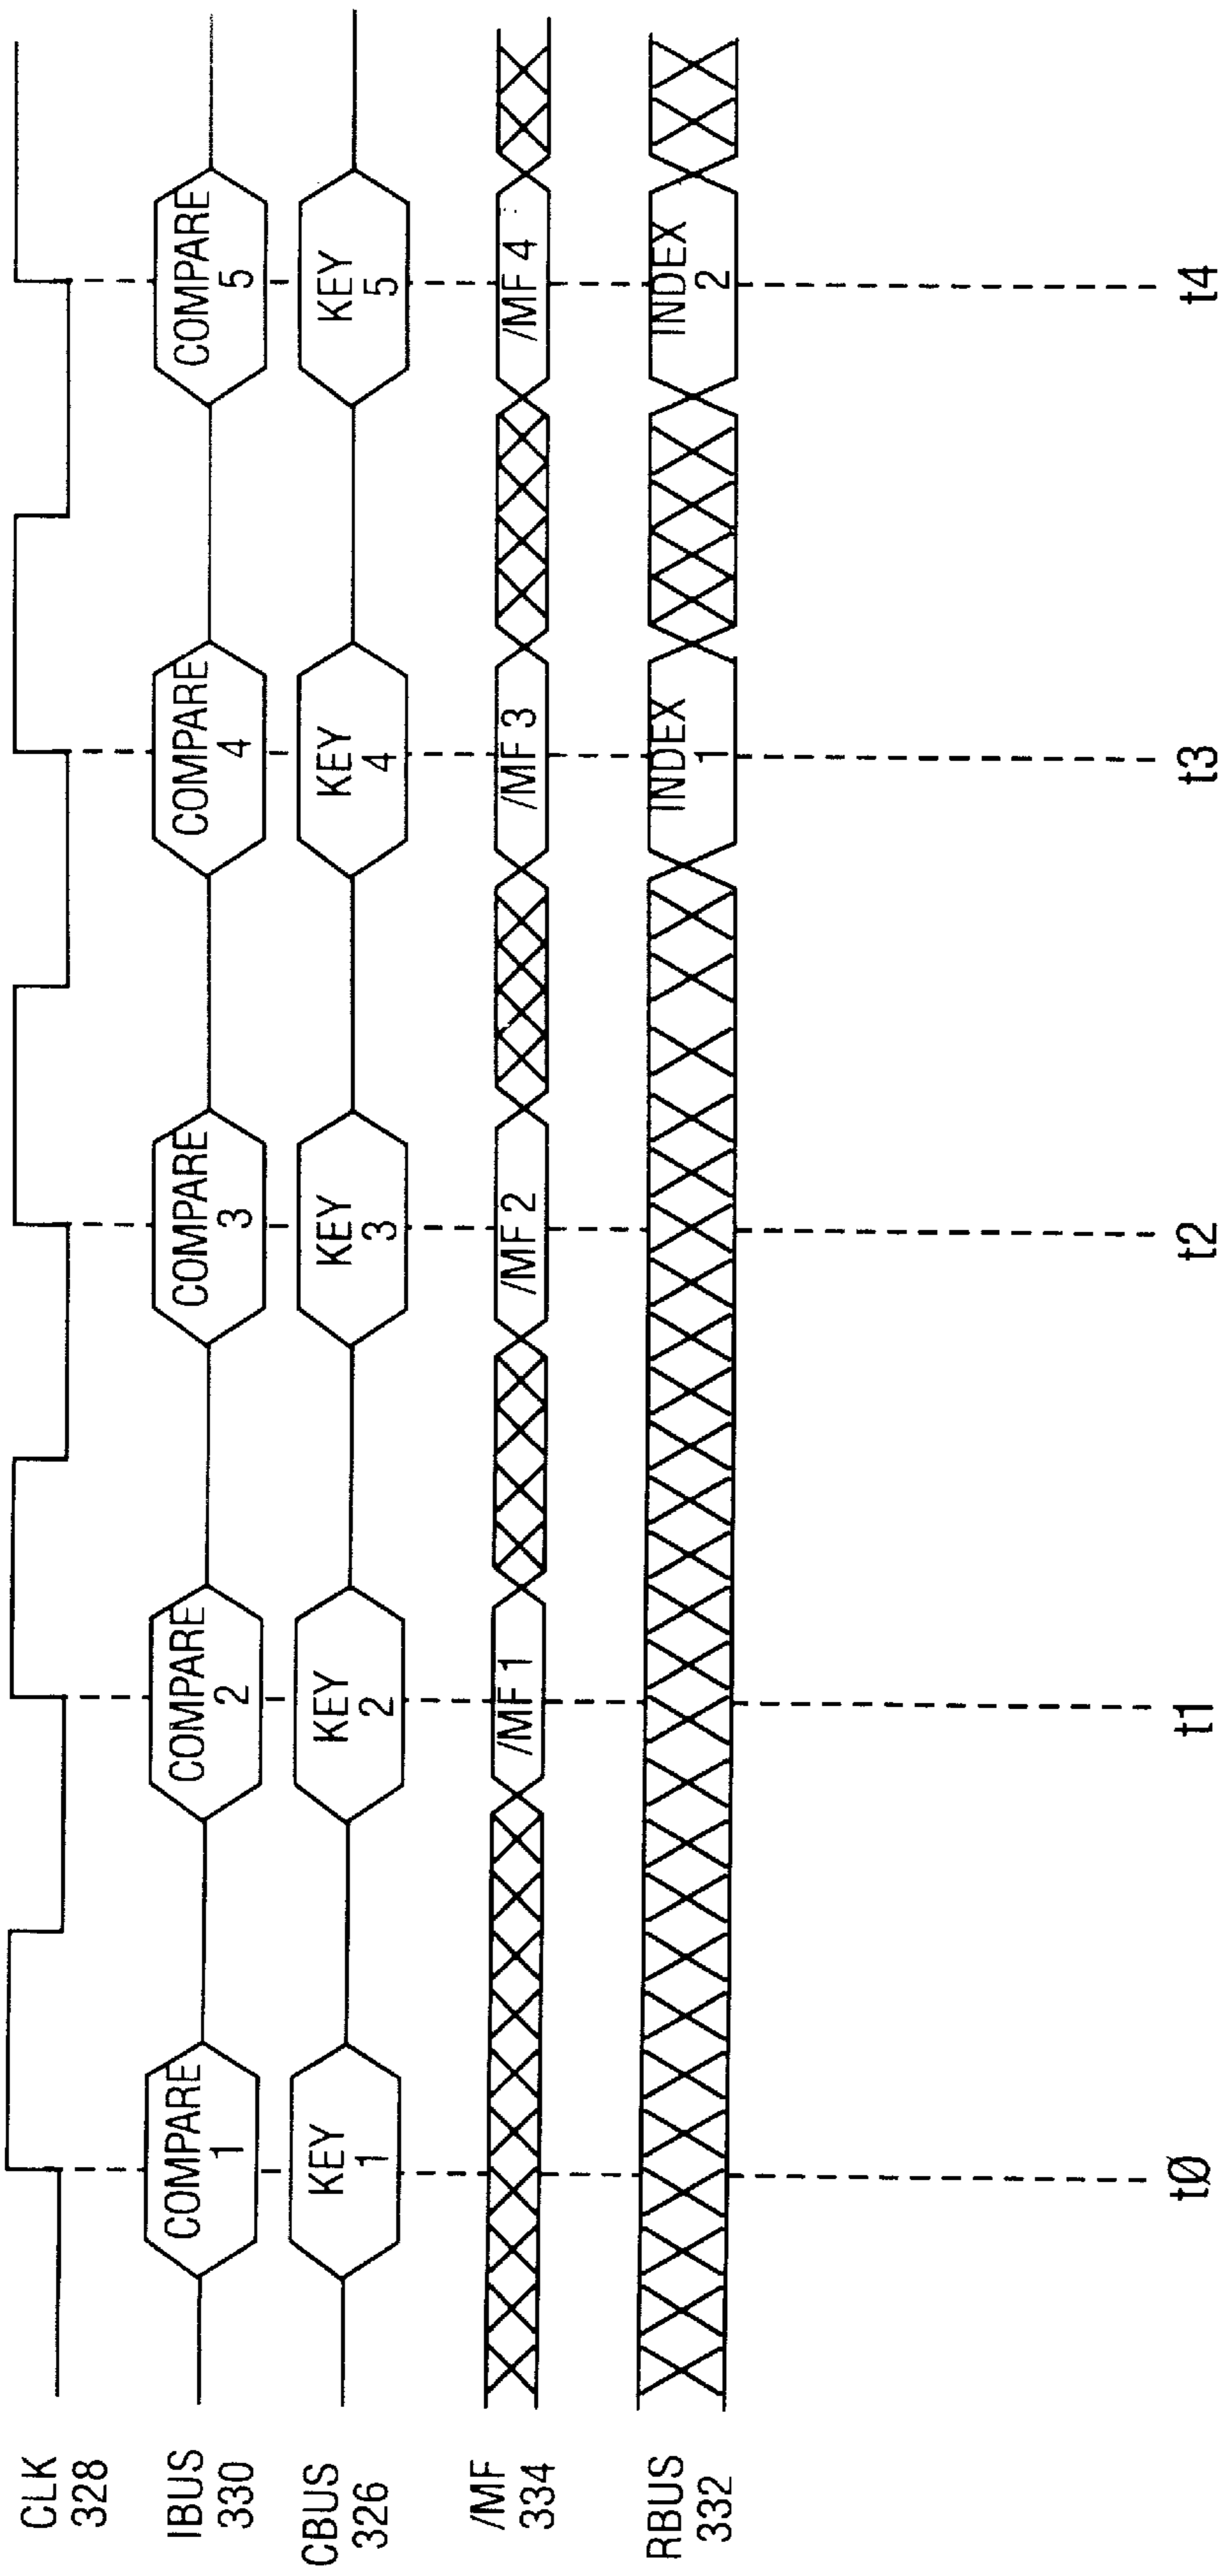 CLK
328
IBUS
330
COMPARE
1
COMPARE
2
COMPARE
3
COMPARE
4
COMPARE
5
CBUS
326
KEY
1
KEY
2
KEY
3
KEY
4
KEY
5
/MF
334
/MF 1
/MF 2
/MF 3
/MF 4
RBUS
332
INDEX
1
INDEX
2
tØ
t1
t2
t3
t4